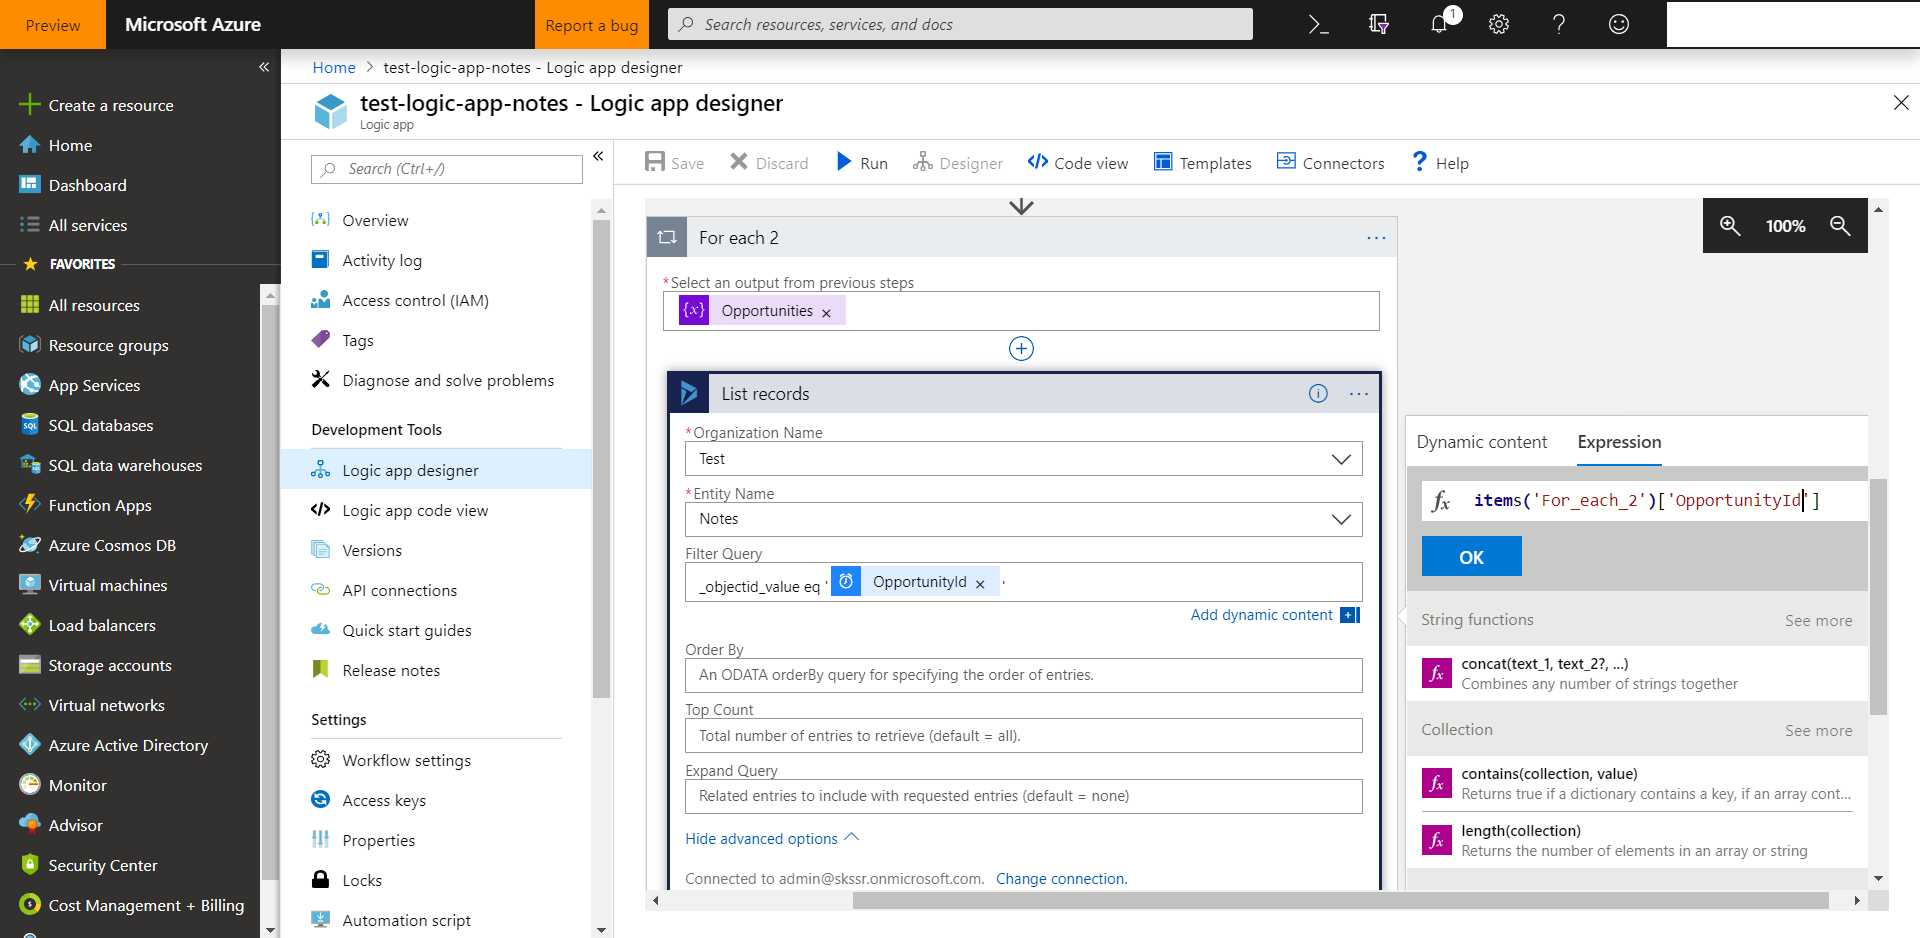 Preview
Microsoft Azure
Report a bug
Search resources, services, and docs
1
Create a resource
Home
Dashboard
All services
FAVORITES
All resources
Resource groups
App Services
SQL databases
SQL data warehouses
Function Apps
Azure Cosmos DB
Virtual machines
Load balancers
Storage accounts
Virtual networks
Azure Active Directory
Monitor
Advisor
Security Center
Cost Management + Billing
Home > test-logic-app-notes - Logic app designer
test-logic-app-notes - Logic app designer
Logic app
Search (Ctrl+/)
Overview
Activity log
Access control (IAM)
Tags
Diagnose and solve problems
Development Tools
Logic app designer
Logic app code view
Versions
API connections
Quick start guides
Release notes
Settings
Workflow settings
Access keys
Properties
Locks
Automation script
Save Discard Run Designer Code view Templates Connectors Help
100%
For each 2
*Select an output from previous steps
{x} Opportunities ×
List records
*Organization Name
Test
*Entity Name
Notes
Filter Query
_objectid_value eq ' OpportunityId × '
Add dynamic content
Order By
An ODATA orderBy query for specifying the order of entries.
Top Count
Total number of entries to retrieve (default = all).
Expand Query
Related entries to include with requested entries (default = none)
Hide advanced options
Connected to admin@skssr.onmicrosoft.com. Change connection.
Dynamic content Expression
fx items('For_each_2')['OpportunityId']
OK
String functions See more
fx concat(text_1, text_2?, ...)
Combines any number of strings together
Collection See more
fx contains(collection, value)
Returns true if a dictionary contains a key, if an array cont...
fx length(collection)
Returns the number of elements in an array or string